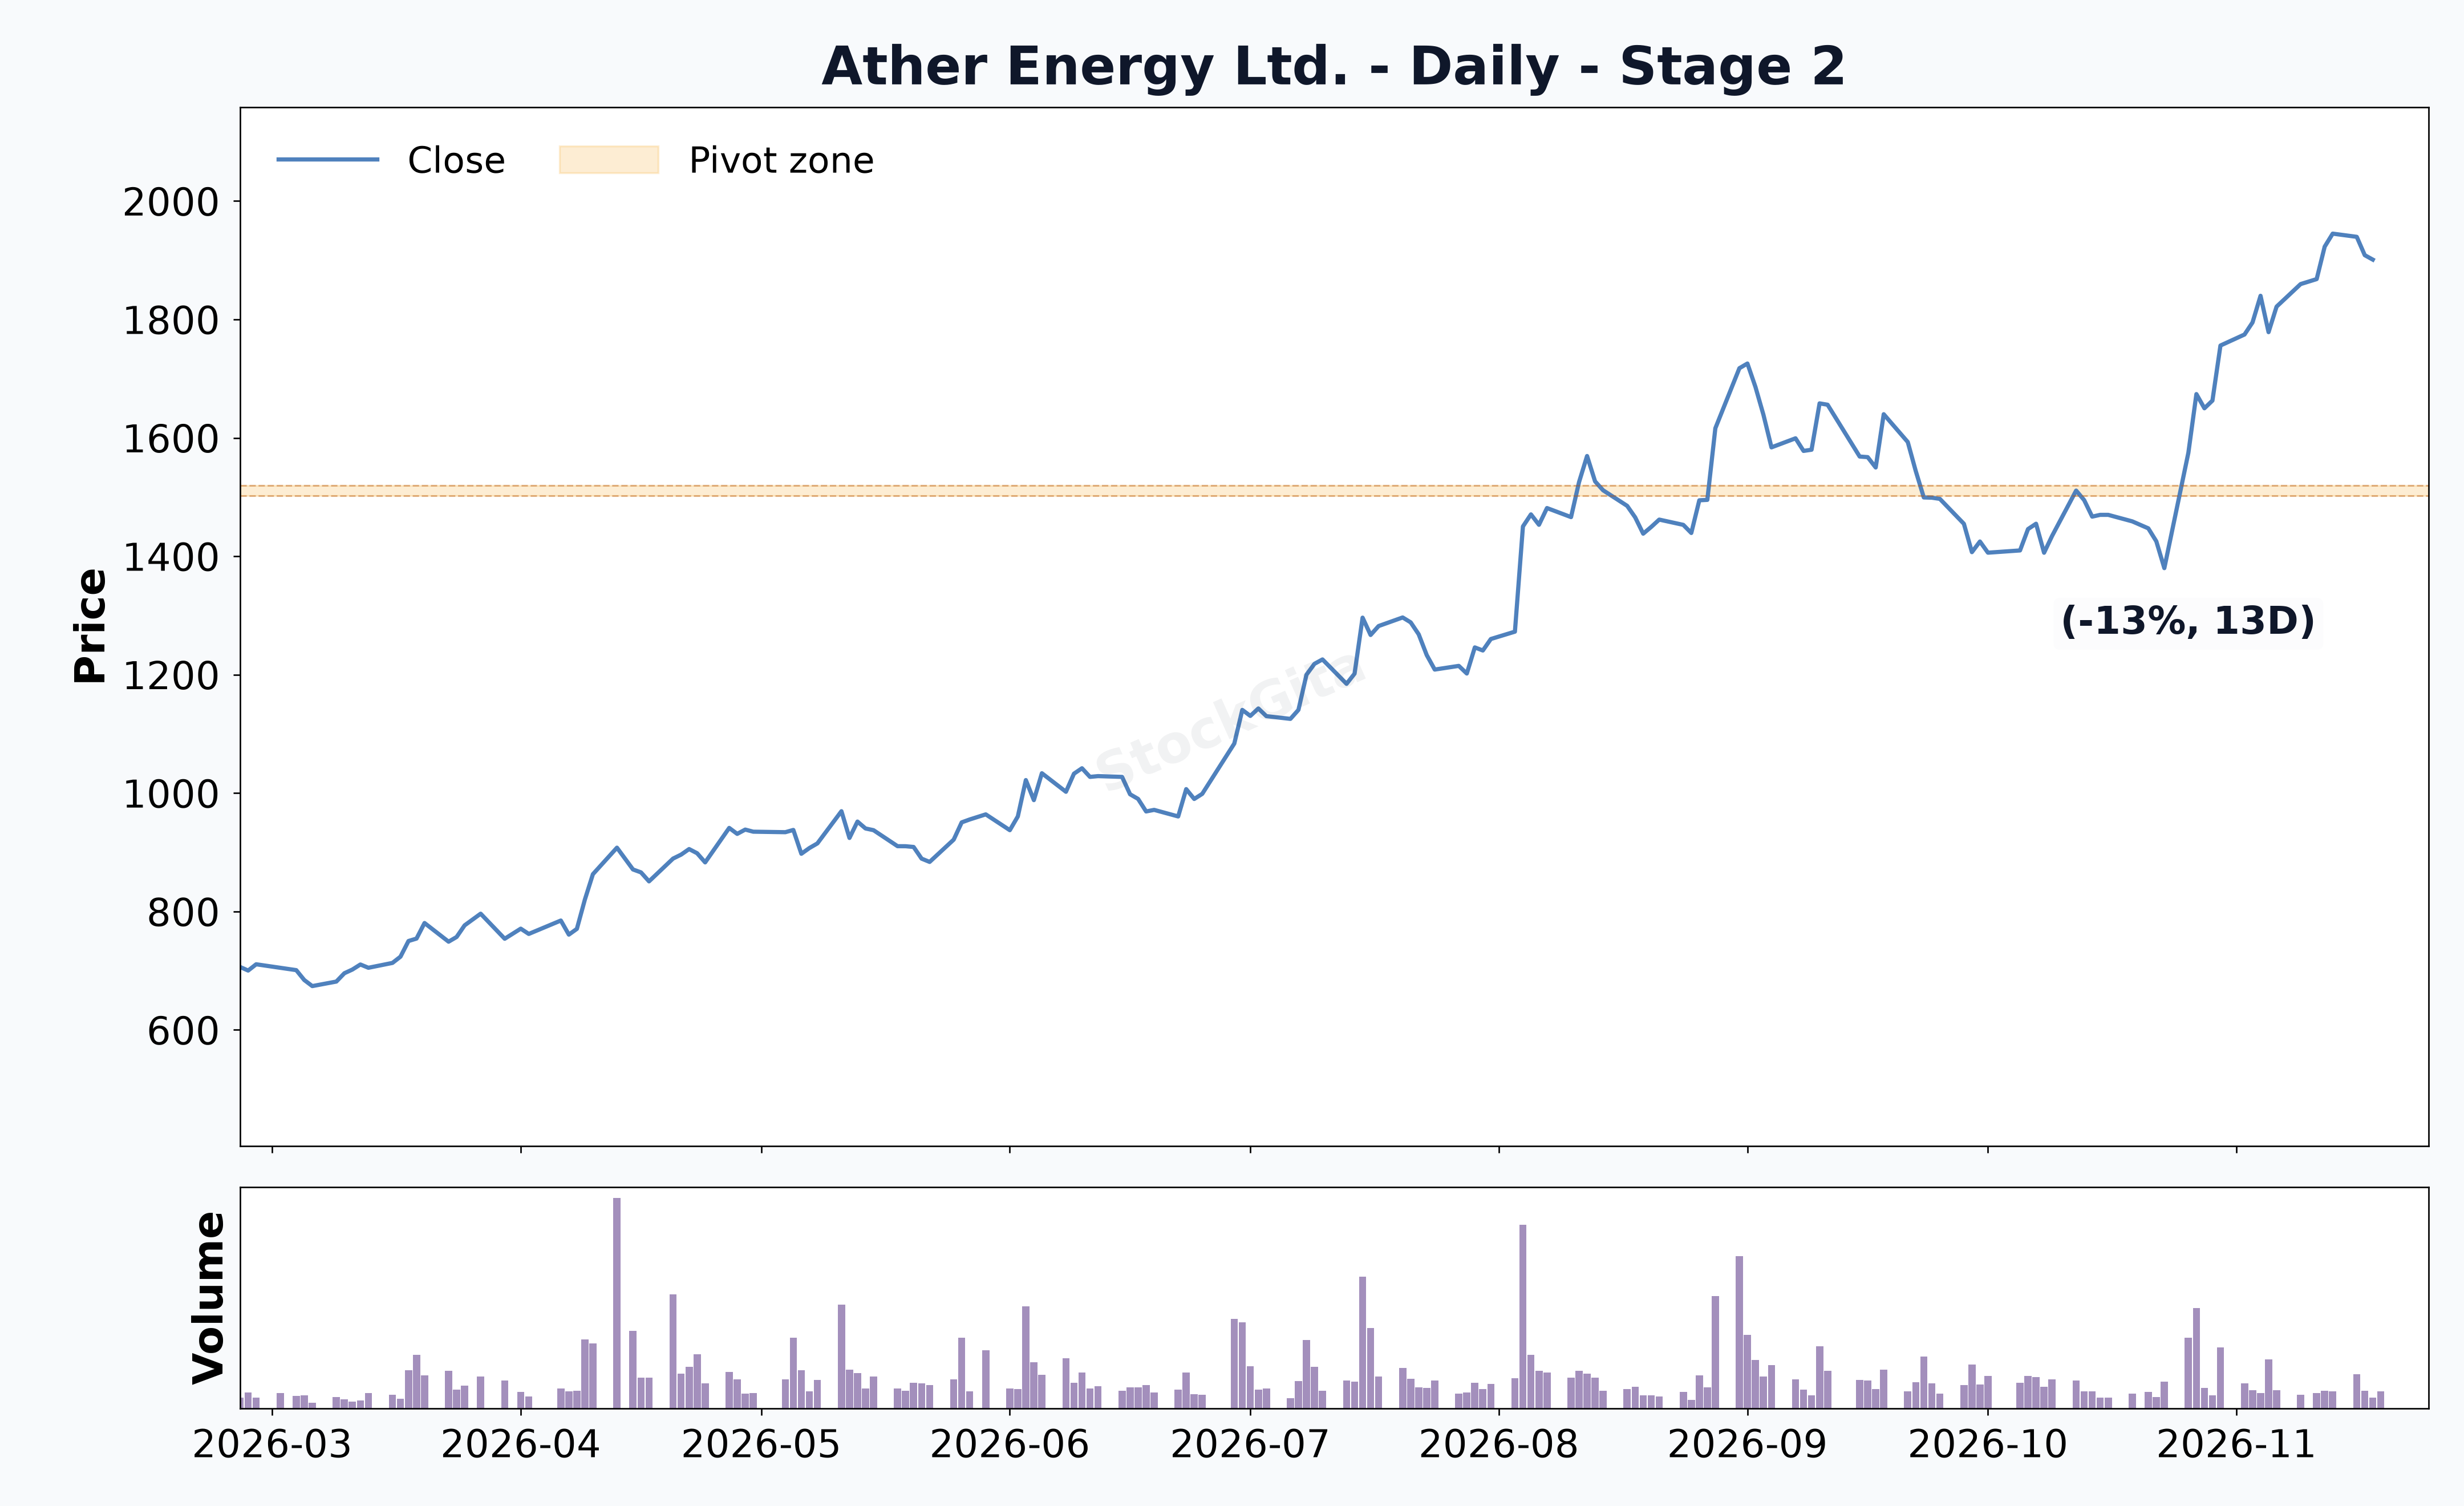 Ather Energy Ltd. - Daily - Stage 2
Close
Pivot zone
Price
2000
1800
1600
1400
1200
1000
800
600
(-13%, 13D)
StockGita
Volume
2026-03
2026-04
2026-05
2026-06
2026-07
2026-08
2026-09
2026-10
2026-11